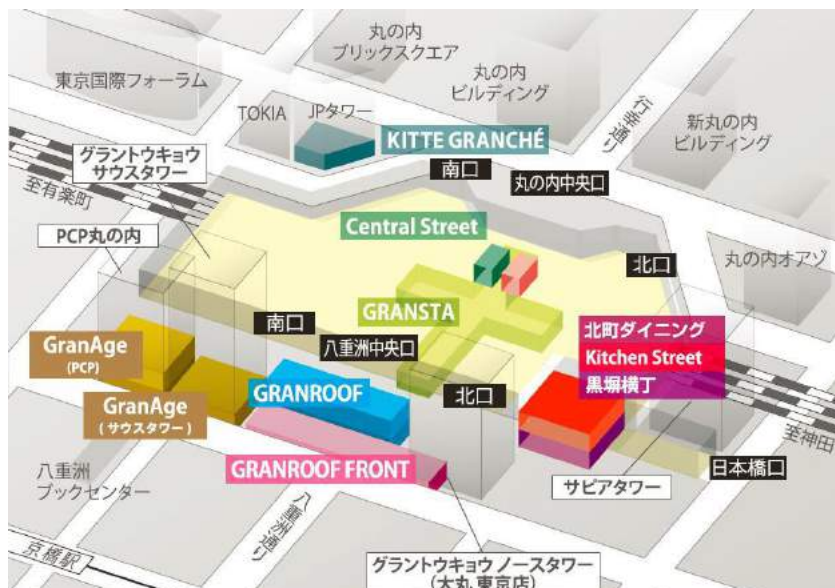 丸の内
ブリックスクエア
東京国際フォーラム
丸の内
ビルディング
行幸通り
TOKIA
JPタワー
新丸の内
ビルディング
KITTE GRANCHÉ
グラントウキョウ
サウスタワー
南口
丸の内中央口
至有楽町
PCP丸の内
Central Street
北口
丸の内オアゾ
GRANSTA
南口
八重洲中央口
北町ダイニング
Kitchen Street
黒塀横丁
GranAge
(PCP)
GRANROOF
北口
GranAge
(サウスタワー)
至神田
GRANROOF FRONT
日本橋口
八重洲
ブックセンター
サピアタワー
八重洲通り
京橋駅
グラントウキョウ ノースタワー
(大丸 東京店)